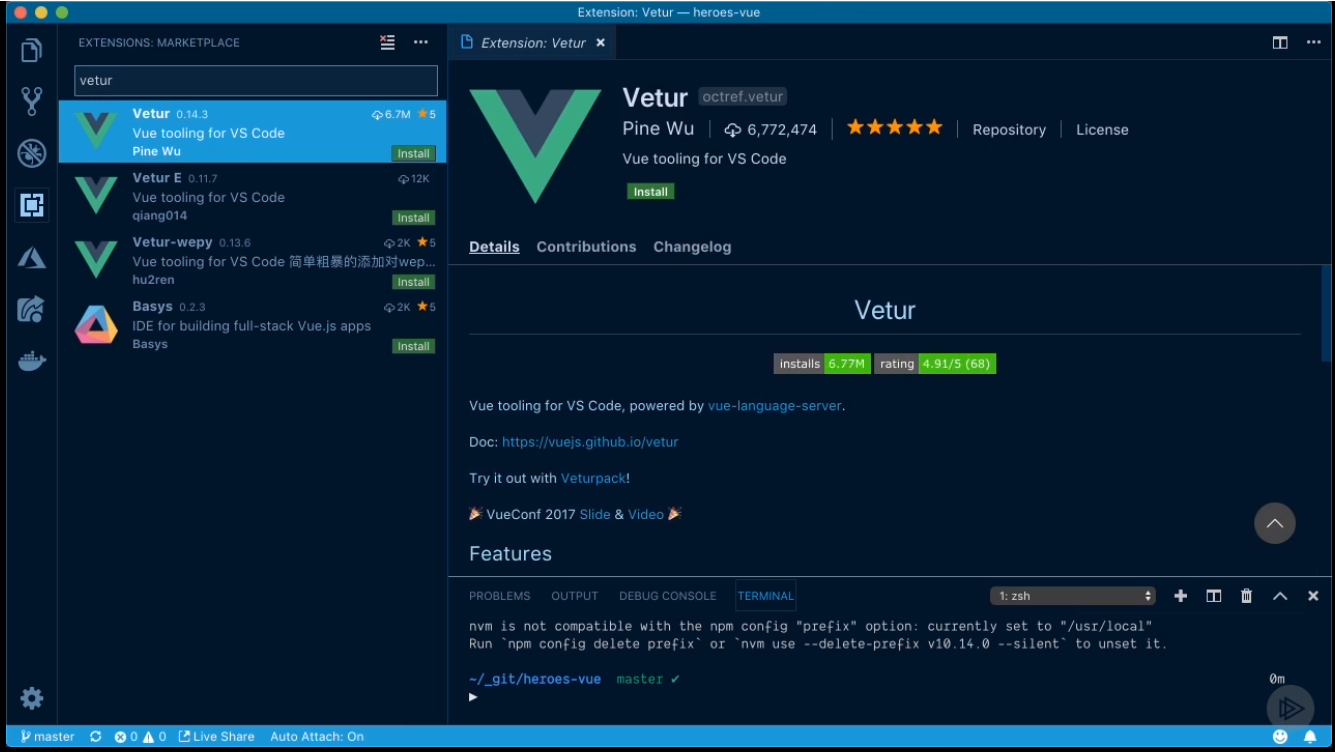 Extension: Vetur — heroes-vue
EXTENSIONS: MARKETPLACE
vetur
Vetur 0.14.3 6.7M ★5
Vue tooling for VS Code
Pine Wu Install
Vetur E 0.11.7 12K
Vue tooling for VS Code
qiang014 Install
Vetur-wepy 0.13.6 2K ★5
Vue tooling for VS Code 简单粗暴的添加对wep...
hu2ren Install
Basys 0.2.3 2K ★5
IDE for building full-stack Vue.js apps
Basys Install
Extension: Vetur ×
Vetur octref.vetur
Pine Wu 6,772,474 ★★★★★ Repository License
Vue tooling for VS Code
Install
Details Contributions Changelog
Vetur
installs 6.77M rating 4.91/5 (68)
Vue tooling for VS Code, powered by vue-language-server.
Doc: https://vuejs.github.io/vetur
Try it out with Veturpack!
🎉 VueConf 2017 Slide & Video 🎉
Features
PROBLEMS OUTPUT DEBUG CONSOLE TERMINAL 1: zsh
nvm is not compatible with the npm config "prefix" option: currently set to "/usr/local"
Run `npm config delete prefix` or `nvm use --delete-prefix v10.14.0 --silent` to unset it.
~/_git/heroes-vue master ✔ 0m
▶
master 0 0 Live Share Auto Attach: On